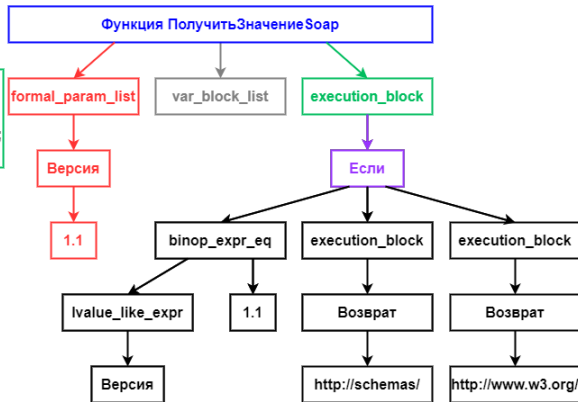 Функция ПолучитьЗначениеSoap
formal_param_list
var_block_list
execution_block
Версия
Если
1.1
binop_expr_eq
execution_block
execution_block
lvalue_like_expr
1.1
Возврат
Возврат
Версия
http://schemas/
http://www.w3.org/